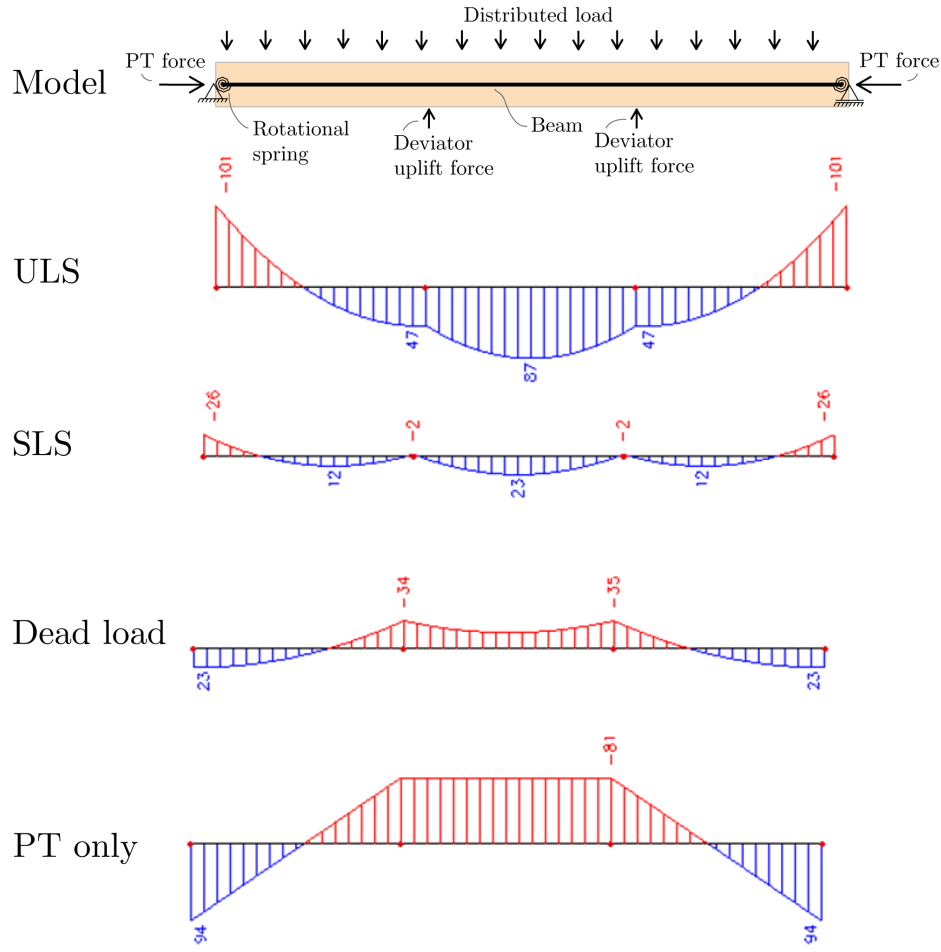 Distributed load
PT force
PT force
Model
Rotational
spring
Deviator
uplift force
Beam
Deviator
uplift force
-101
-101
ULS
47
47
87
-26
-2
-2
-26
SLS
12
23
12
-34
-35
Dead load
23
23
-81
PT only
94
94